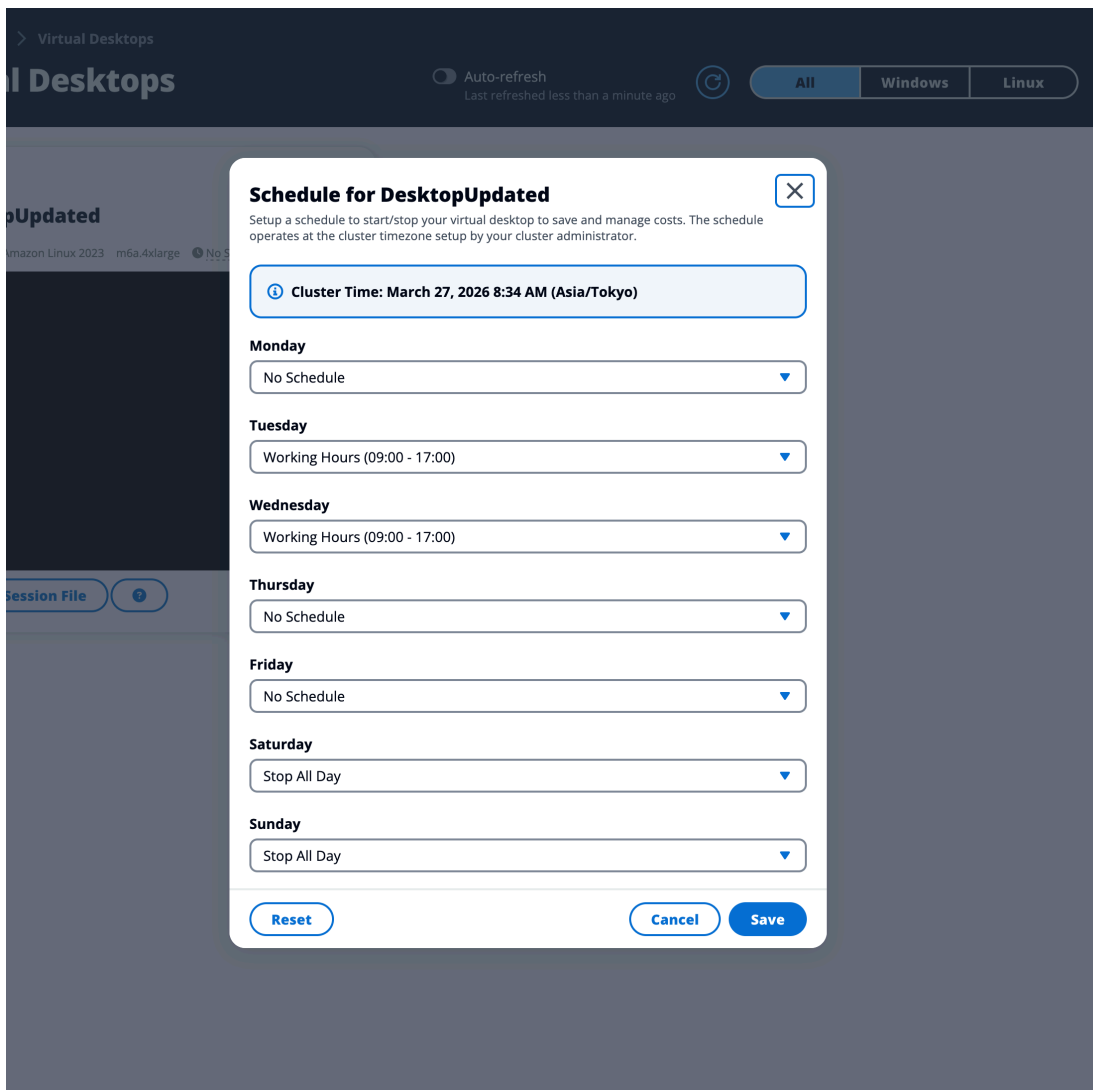 Virtual Desktops
Desktops
Auto-refresh
Last refreshed less than a minute ago
All
Windows
Linux
Updated
Amazon Linux 2023 m6a.4xlarge No S
Session File
Schedule for DesktopUpdated
Setup a schedule to start/stop your virtual desktop to save and manage costs. The schedule
operates at the cluster timezone setup by your cluster administrator.
Cluster Time: March 27, 2026 8:34 AM (Asia/Tokyo)
Monday
No Schedule
Tuesday
Working Hours (09:00 - 17:00)
Wednesday
Working Hours (09:00 - 17:00)
Thursday
No Schedule
Friday
No Schedule
Saturday
Stop All Day
Sunday
Stop All Day
Reset
Cancel
Save